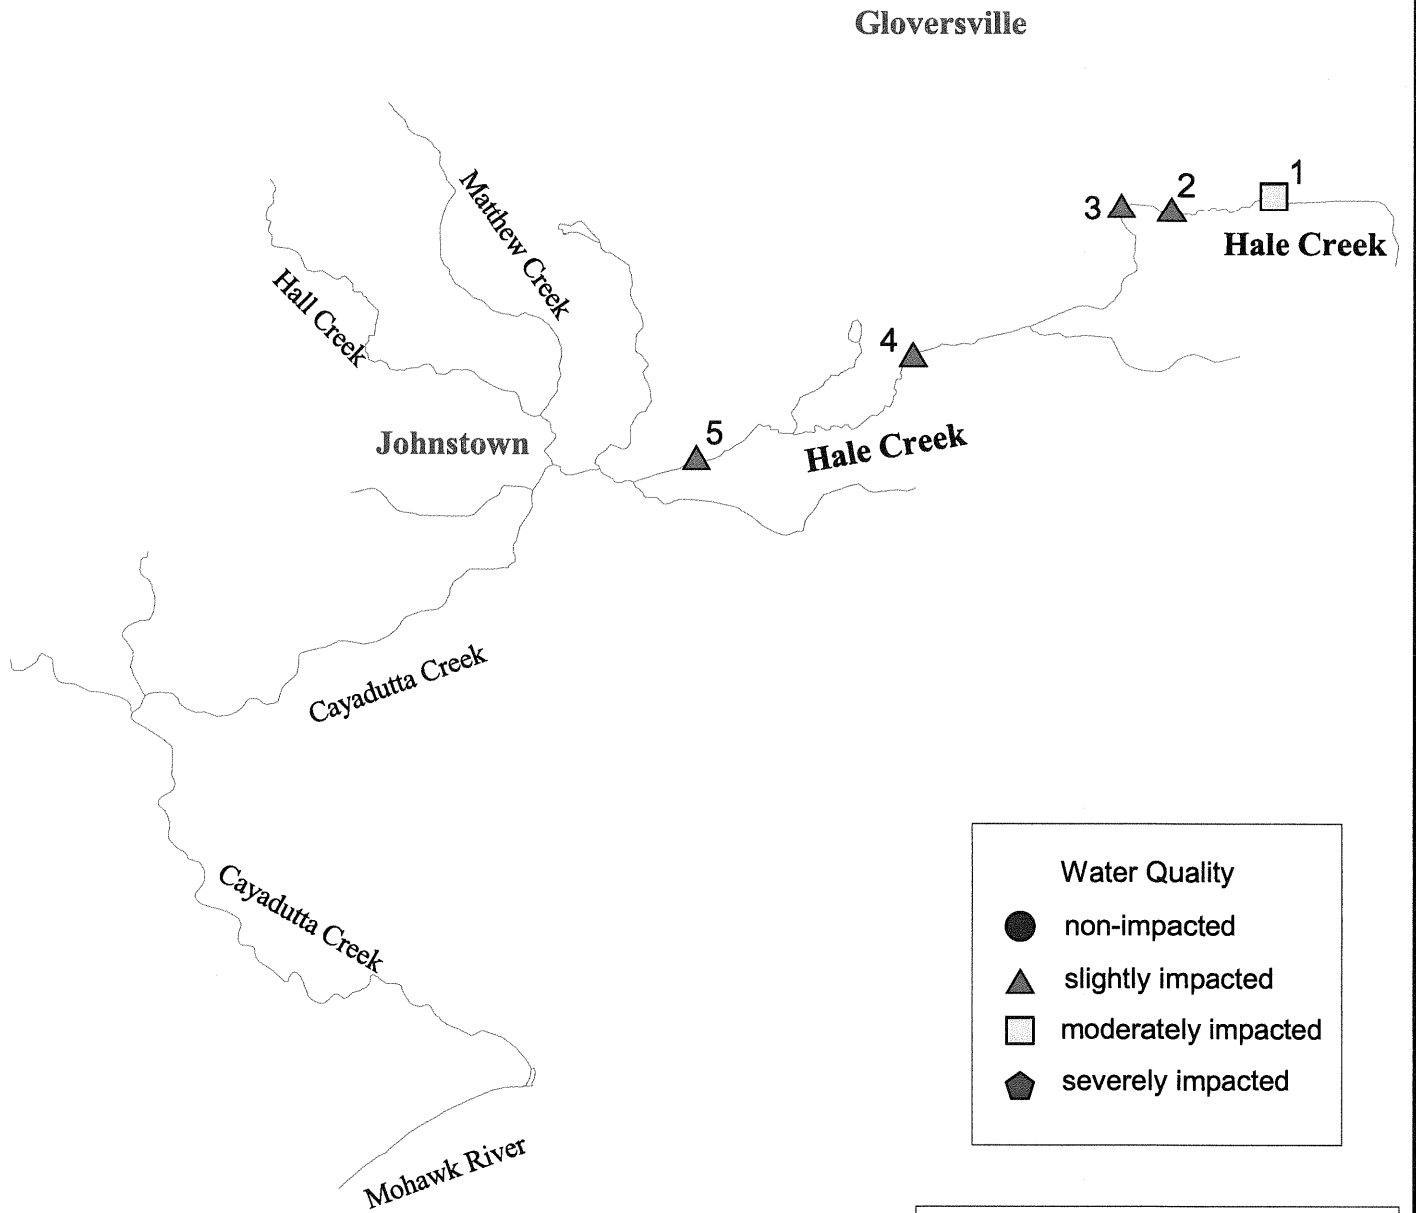 Gloversville
1
2
3
Hale Creek
Matthew Creek
Hall Creek
4
5
Johnstown
Hale Creek
Cayadutta Creek
Cayadutta Creek
Mohawk River
Water Quality
non-impacted
slightly impacted
moderately impacted
severely impacted